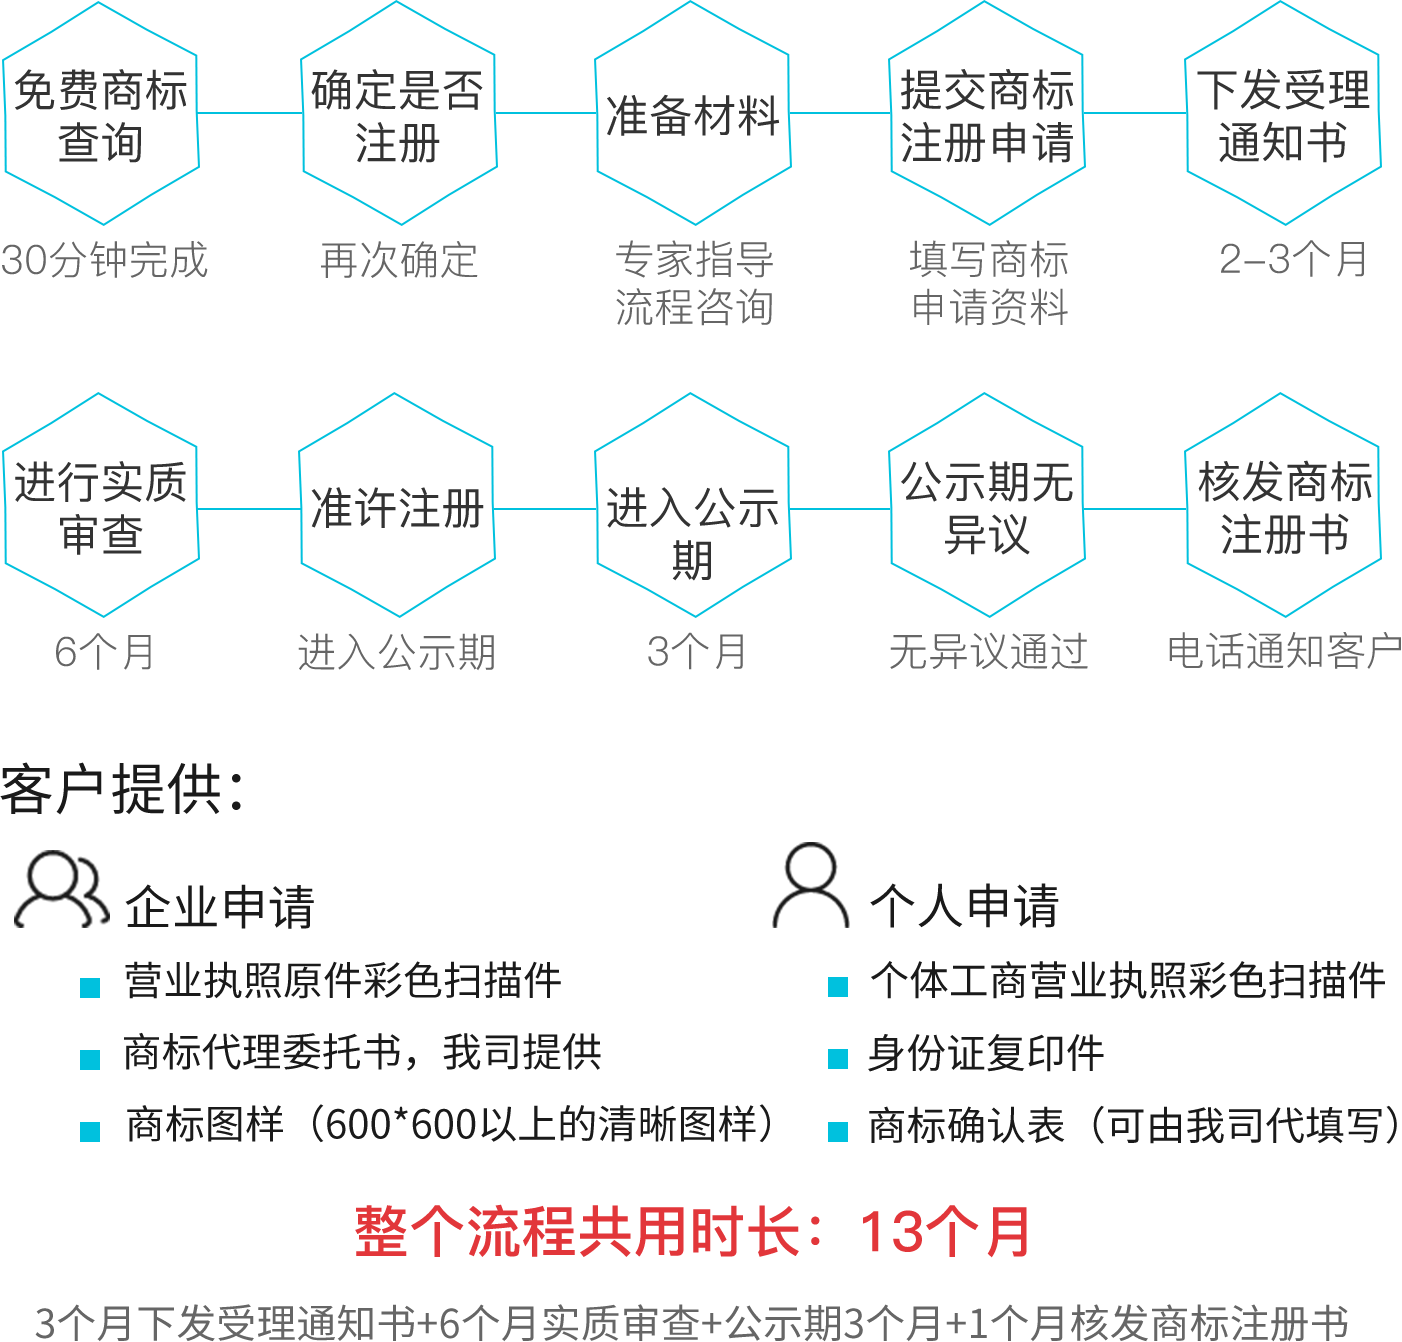 免费商标
查询
确定是否
注册
准备材料
提交商标
注册申请
下发受理
通知书
30分钟完成
再次确定
专家指导
流程咨询
填写商标
申请资料
2-3个月
进行实质
审查
准许注册
进入公示
期
公示期无
异议
核发商标
注册书
6个月
进入公示期
3个月
无异议通过
电话通知客户
客户提供：
企业申请
营业执照原件彩色扫描件
商标代理委托书，我司提供
商标图样（600*600以上的清晰图样）
个人申请
个体工商营业执照彩色扫描件
身份证复印件
商标确认表（可由我司代填写）
整个流程共用时长：13个月
3个月下发受理通知书+6个月实质审查+公示期3个月+1个月核发商标注册书